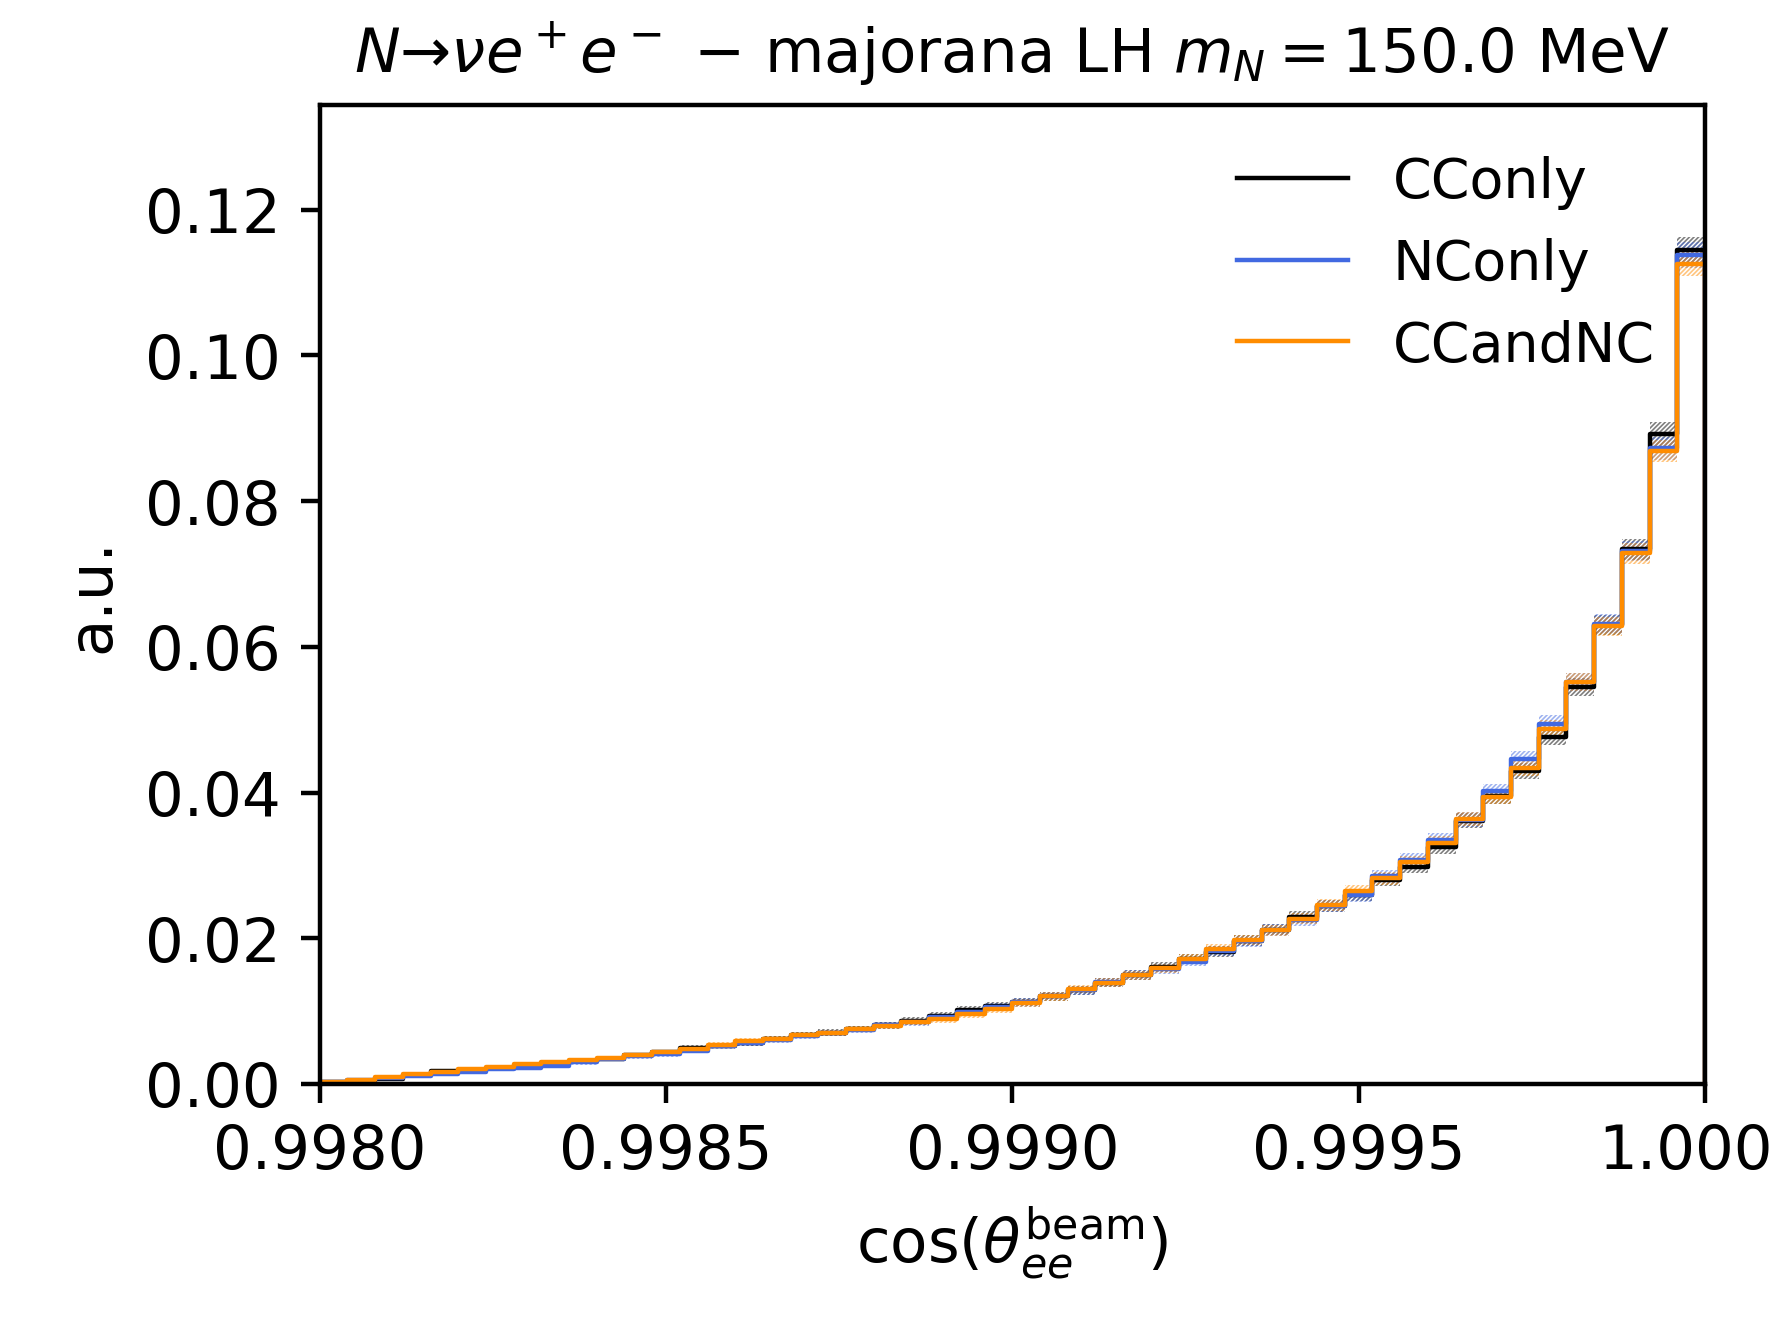 N→νe⁺e⁻ − majorana LH m_N = 150.0 MeV
CConly
NConly
CCandNC
a.u.
0.12
0.10
0.08
0.06
0.04
0.02
0.00
0.9980 0.9985 0.9990 0.9995 1.000
cos(θ_ee^beam)